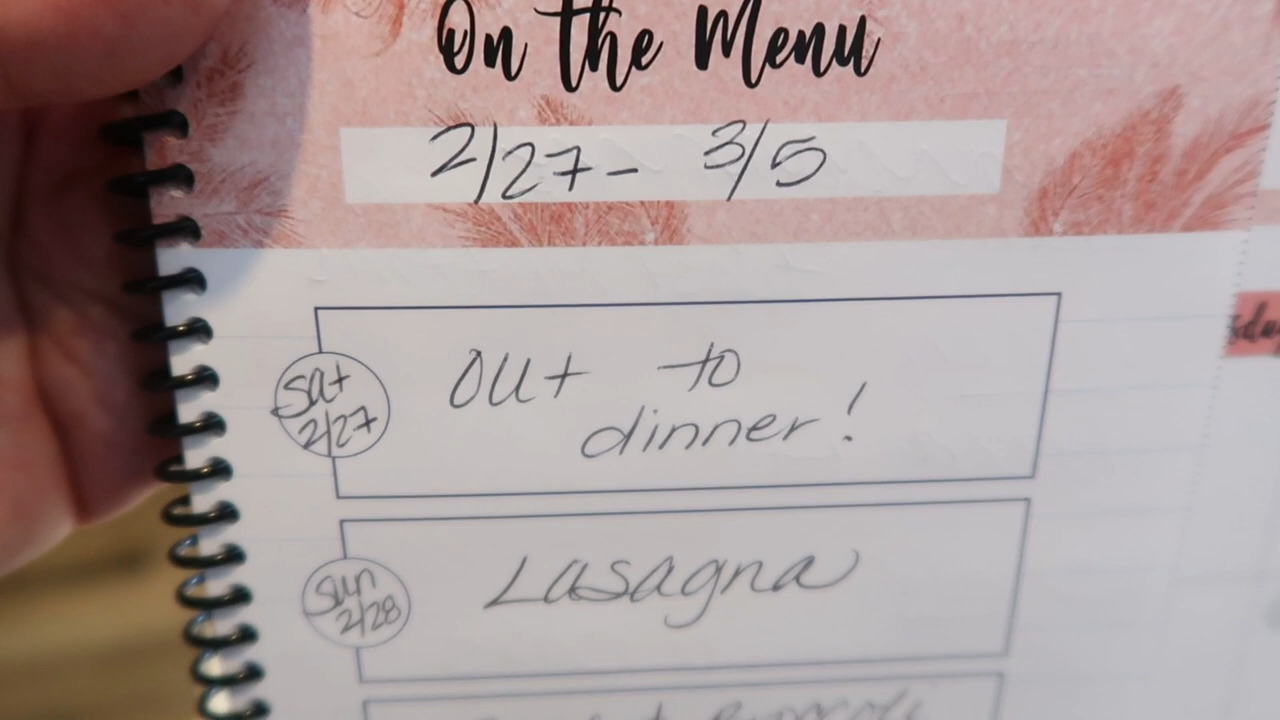 On the Menu
2/27 - 3/5
Sat
2/27
out to
dinner!
Sun
2/28
Lasagna